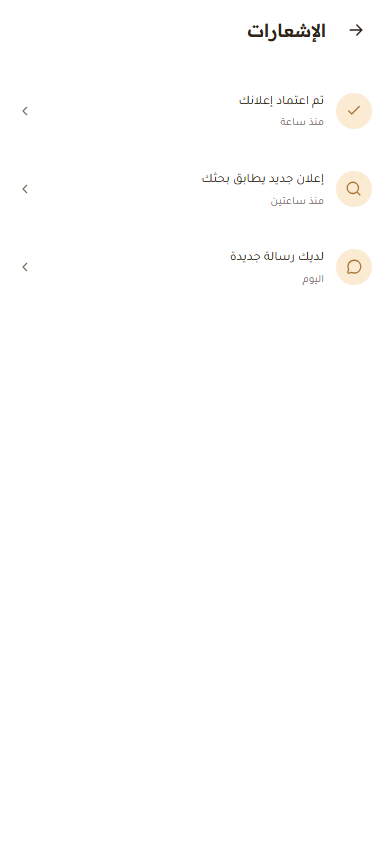 الإشعارات
تم اعتماد إعلانك
منذ ساعة
إعلان جديد يطابق بحثك
منذ ساعتين
لديك رسالة جديدة
اليوم